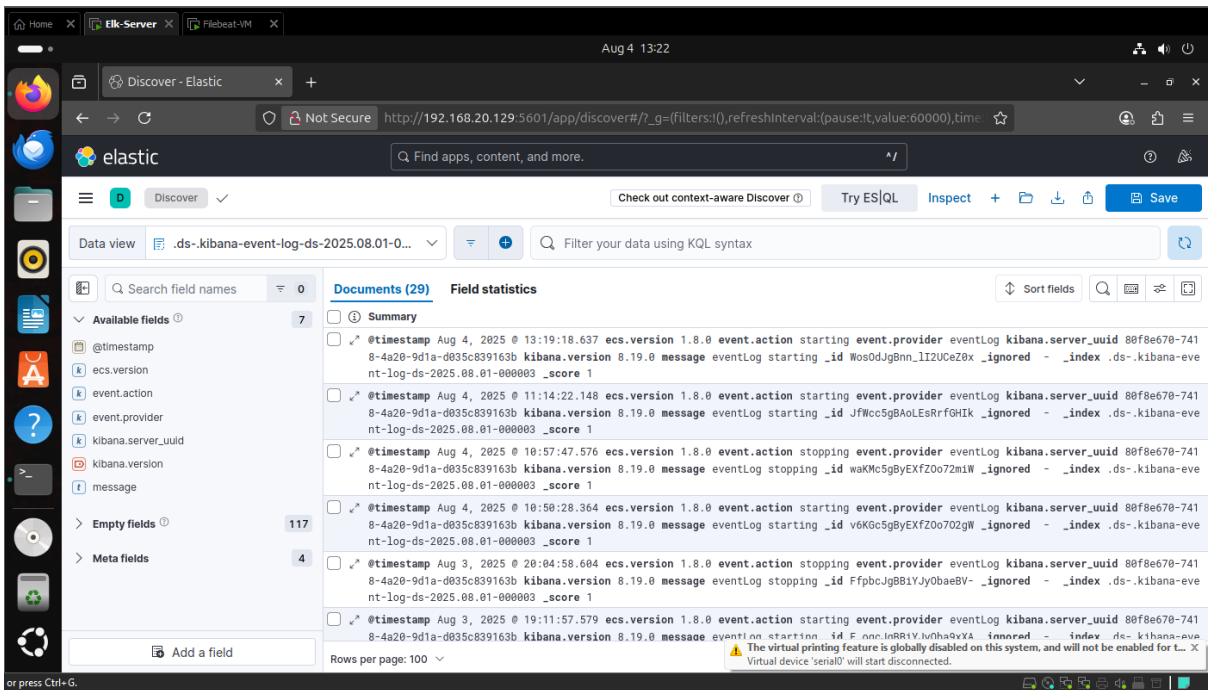 Home
Elk-Server
Filebeat-VM
Aug 4 13:22
Discover - Elastic
Not Secure http://192.168.20.129:5601/app/discover#/?_g=(filters:!(),refreshInterval:(pause:!t,value:60000),time
elastic
Find apps, content, and more.
^/
D Discover
Check out context-aware Discover
Try ES|QL
Inspect
Save
Data view .ds-.kibana-event-log-ds-2025.08.01-0...
Filter your data using KQL syntax
Search field names
0
Documents (29)
Field statistics
Sort fields
Available fields
7
Summary
@timestamp
ecs.version
k event.action
k event.provider
k kibana.server_uuid
kibana.version
t message
Empty fields
117
Meta fields
4
Add a field
@timestamp Aug 4, 2025 @ 13:19:18.637 ecs.version 1.8.0 event.action starting event.provider eventLog kibana.server_uuid 80f8e670-741
8-4a20-9d1a-d035c839163b kibana.version 8.19.0 message eventLog starting _id WosOdJgBnn_lI2UCeZ0x _ignored - _index .ds-.kibana-eve
nt-log-ds-2025.08.01-000003 _score 1
@timestamp Aug 4, 2025 @ 11:14:22.148 ecs.version 1.8.0 event.action starting event.provider eventLog kibana.server_uuid 80f8e670-741
8-4a20-9d1a-d035c839163b kibana.version 8.19.0 message eventLog starting _id JfWcc5gBAoLEsRrfGHIk _ignored - _index .ds-.kibana-eve
nt-log-ds-2025.08.01-000003 _score 1
@timestamp Aug 4, 2025 @ 10:57:47.576 ecs.version 1.8.0 event.action stopping event.provider eventLog kibana.server_uuid 80f8e670-741
8-4a20-9d1a-d035c839163b kibana.version 8.19.0 message eventLog stopping _id waKMc5gByEXfZOo72miW _ignored - _index .ds-.kibana-eve
nt-log-ds-2025.08.01-000003 _score 1
@timestamp Aug 4, 2025 @ 10:50:28.364 ecs.version 1.8.0 event.action starting event.provider eventLog kibana.server_uuid 80f8e670-741
8-4a20-9d1a-d035c839163b kibana.version 8.19.0 message eventLog starting _id v6KGc5gByEXfZOo7O2gW _ignored - _index .ds-.kibana-eve
nt-log-ds-2025.08.01-000003 _score 1
@timestamp Aug 3, 2025 @ 20:04:58.604 ecs.version 1.8.0 event.action stopping event.provider eventLog kibana.server_uuid 80f8e670-741
8-4a20-9d1a-d035c839163b kibana.version 8.19.0 message eventLog stopping _id FfpbcJgBBiYJyObaeBV- _ignored - _index .ds-.kibana-eve
nt-log-ds-2025.08.01-000003 _score 1
@timestamp Aug 3, 2025 @ 19:11:57.579 ecs.version 1.8.0 event.action starting event.provider eventLog kibana.server_uuid 80f8e670-741
8-4a20-9d1a-d035c839163b kibana.version 8.19.0 message eventLog starting _id
Rows per page: 100
The virtual printing feature is globally disabled on this system, and will not be enabled for t... X
Virtual device 'serial0' will start disconnected.
or press Ctrl+G.